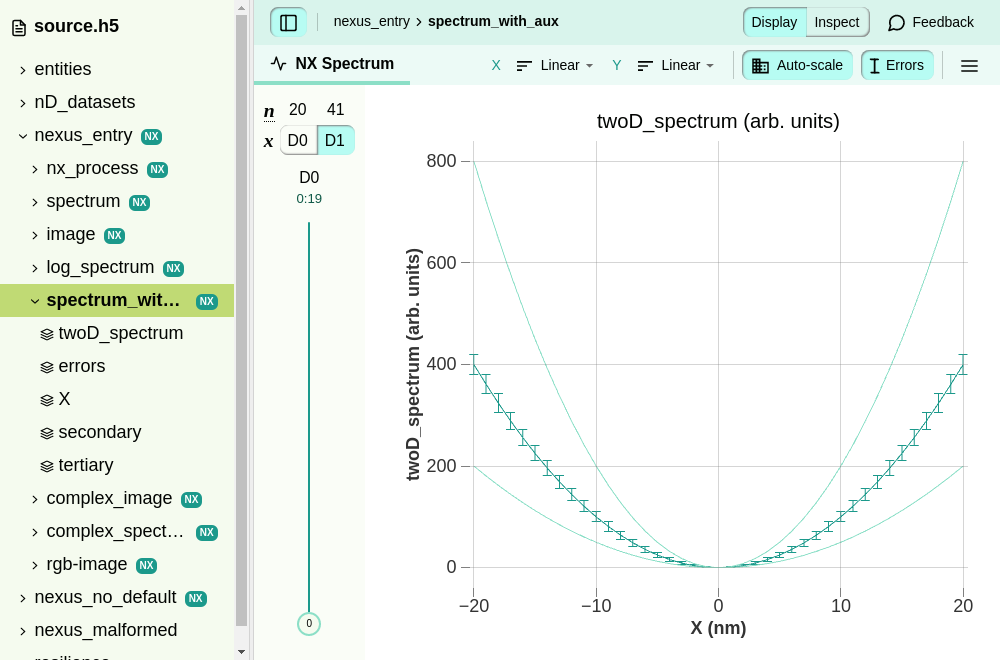 source.h5
entities
nD_datasets
nexus_entry NX
nx_process NX
spectrum NX
image NX
log_spectrum NX
spectrum_wit... NX
twoD_spectrum
errors
X
secondary
tertiary
complex_image NX
complex_spect... NX
rgb-image NX
nexus_no_default NX
nexus_malformed
nexus_entry > spectrum_with_aux
Display Inspect Feedback
NX Spectrum X Linear Y Linear Auto-scale Errors
n 20 41
x D0 D1
D0
0:19
0
twoD_spectrum (arb. units)
800
600
400
200
0
twoD_spectrum (arb. units)
−20 −10 0 10 20
X (nm)